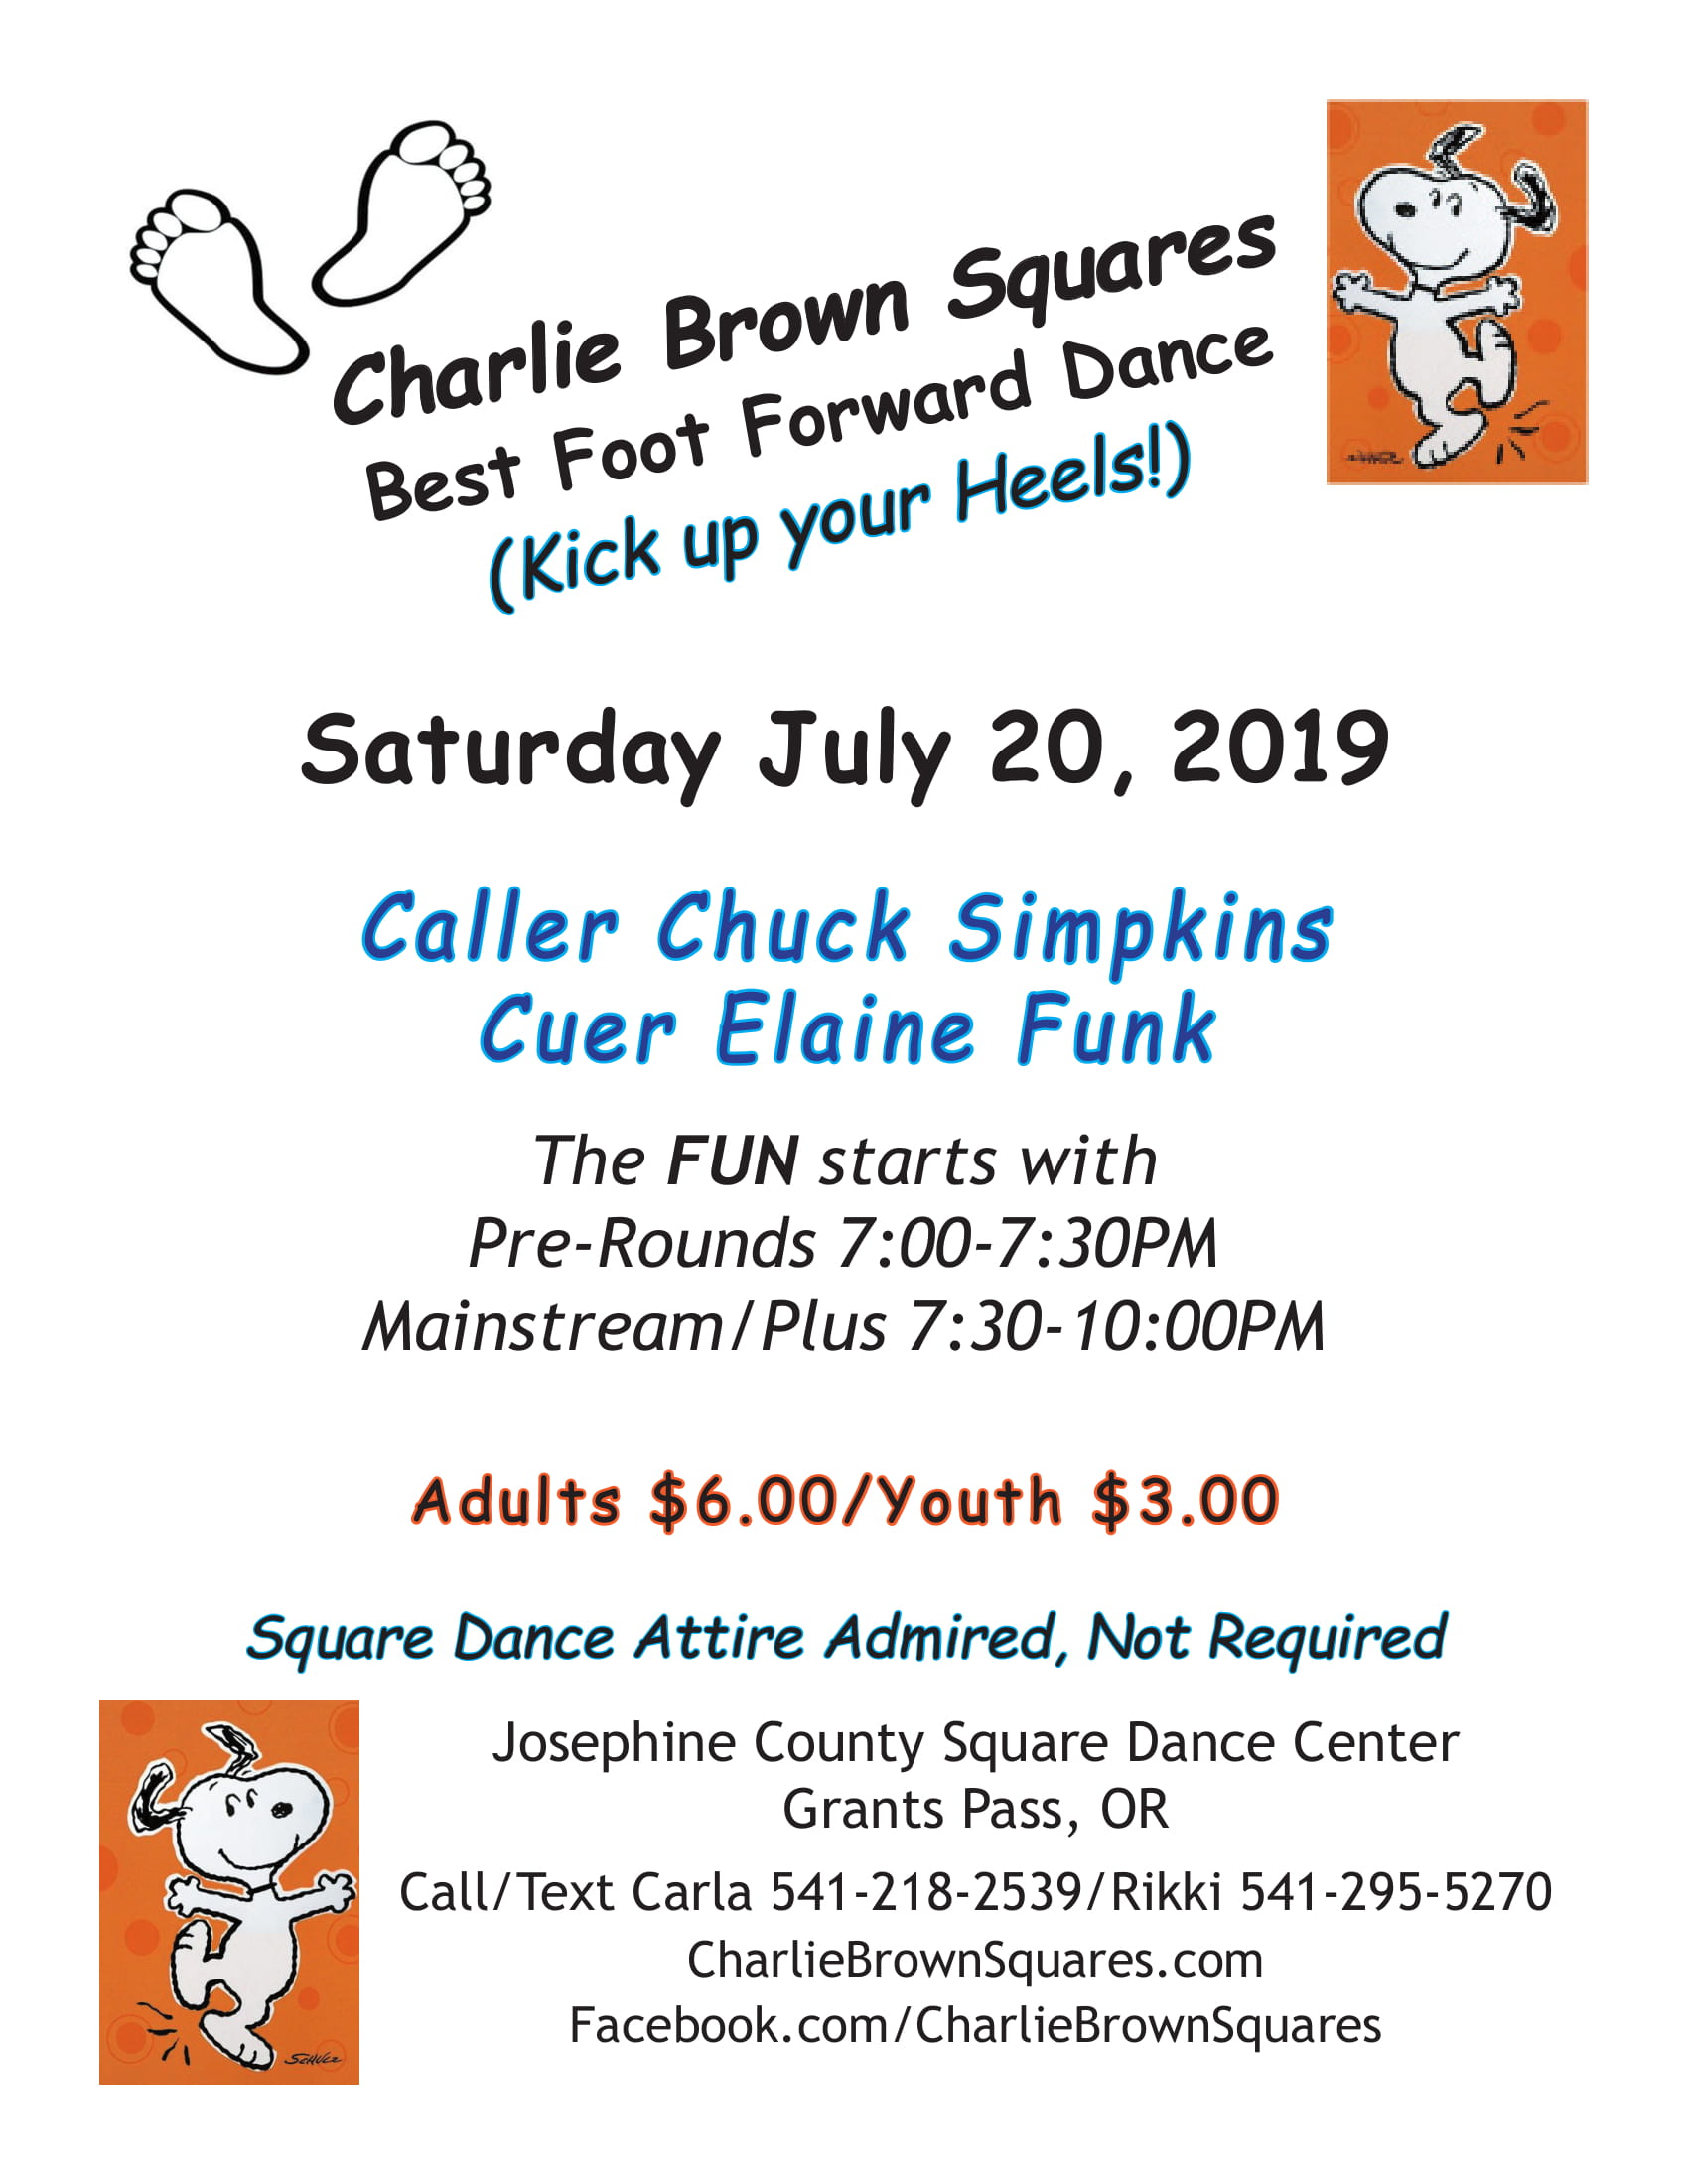 Charlie Brown Squares
Best Foot Forward Dance
(Kick up your Heels!)
Saturday July 20, 2019
Caller Chuck Simpkins
Cuer Elaine Funk
The FUN starts with
Pre-Rounds 7:00-7:30PM
Mainstream/Plus 7:30-10:00PM
Adults $6.00/Youth $3.00
Square Dance Attire Admired, Not Required
Josephine County Square Dance Center
Grants Pass, OR
Call/Text Carla 541-218-2539/Rikki 541-295-5270
CharlieBrownSquares.com
Facebook.com/CharlieBrownSquares
SCHULZ